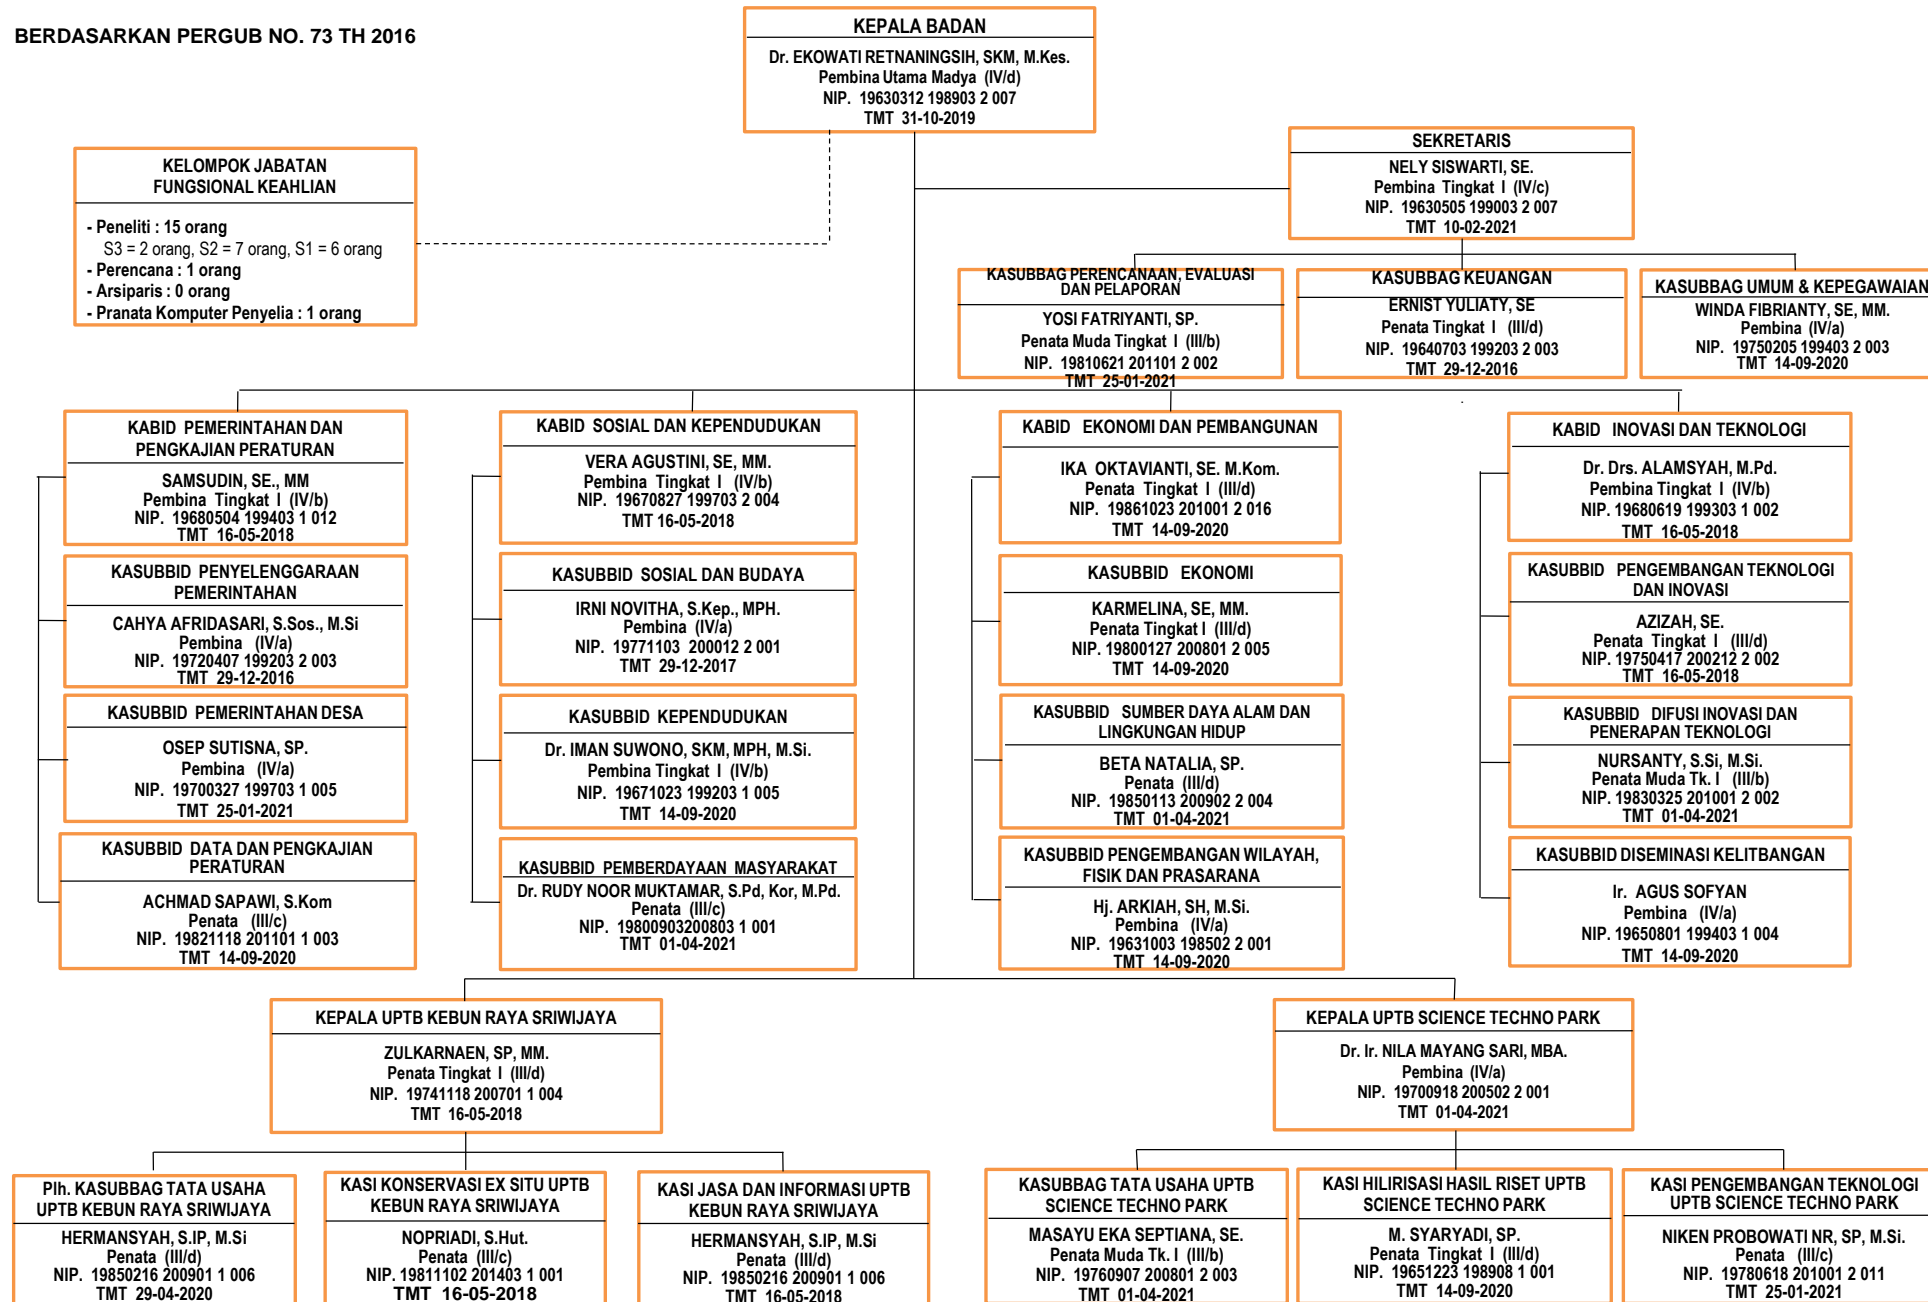 BERDASARKAN PERGUB NO. 73 TH 2016
KEPALA BADAN
Dr. EKOWATI RETNANINGSIH, SKM, M.Kes.
Pembina Utama Madya (IV/d)
NIP. 19630312 198903 2 007
TMT 31-10-2019
KELOMPOK JABATAN
FUNGSIONAL KEAHLIAN
- Peneliti : 15 orang
S3 = 2 orang, S2 = 7 orang, S1 = 6 orang
- Perencana : 1 orang
- Arsiparis : 0 orang
- Pranata Komputer Penyelia : 1 orang
SEKRETARIS
NELY SISWARTI, SE.
Pembina Tingkat I (IV/c)
NIP. 19630505 199003 2 007
TMT 10-02-2021
KASUBBAG PERENCANAAN, EVALUASI
DAN PELAPORAN
YOSI FATRIYANTI, SP.
Penata Muda Tingkat I (III/b)
NIP. 19810621 201101 2 002
TMT 25-01-2021
KASUBBAG KEUANGAN
ERNIST YULIATY, SE
Penata Tingkat I (III/d)
NIP. 19640703 199203 2 003
TMT 29-12-2016
KASUBBAG UMUM & KEPEGAWAIAN
WINDA FIBRIANTY, SE, MM.
Pembina (IV/a)
NIP. 19750205 199403 2 003
TMT 14-09-2020
KABID PEMERINTAHAN DAN
PENGKAJIAN PERATURAN
SAMSUDIN, SE., MM
Pembina Tingkat I (IV/b)
NIP. 19680504 199403 1 012
TMT 16-05-2018
KASUBBID PENYELENGGARAAN
PEMERINTAHAN
CAHYA AFRIDASARI, S.Sos., M.Si
Pembina (IV/a)
NIP. 19720407 199203 2 003
TMT 29-12-2016
KASUBBID PEMERINTAHAN DESA
OSEP SUTISNA, SP.
Pembina (IV/a)
NIP. 19700327 199703 1 005
TMT 25-01-2021
KASUBBID DATA DAN PENGKAJIAN
PERATURAN
ACHMAD SAPAWI, S.Kom
Penata (III/c)
NIP. 19821118 201101 1 003
TMT 14-09-2020
KABID SOSIAL DAN KEPENDUDUKAN
VERA AGUSTINI, SE, MM.
Pembina Tingkat I (IV/b)
NIP. 19670827 199703 2 004
TMT 16-05-2018
KASUBBID SOSIAL DAN BUDAYA
IRNI NOVITHA, S.Kep., MPH.
Pembina (IV/a)
NIP. 19771103 200012 2 001
TMT 29-12-2017
KASUBBID KEPENDUDUKAN
Dr. IMAN SUWONO, SKM, MPH, M.Si.
Pembina Tingkat I (IV/b)
NIP. 19671023 199203 1 005
TMT 14-09-2020
KASUBBID PEMBERDAYAAN MASYARAKAT
Dr. RUDY NOOR MUKTAMAR, S.Pd, Kor, M.Pd.
Penata (III/c)
NIP. 19800903200803 1 001
TMT 01-04-2021
KABID EKONOMI DAN PEMBANGUNAN
IKA OKTAVIANTI, SE. M.Kom.
Penata Tingkat I (III/d)
NIP. 19861023 201001 2 016
TMT 14-09-2020
KASUBBID EKONOMI
KARMELINA, SE, MM.
Penata Tingkat I (III/d)
NIP. 19800127 200801 2 005
TMT 14-09-2020
KASUBBID SUMBER DAYA ALAM DAN
LINGKUNGAN HIDUP
BETA NATALIA, SP.
Penata (III/d)
NIP. 19850113 200902 2 004
TMT 01-04-2021
KASUBBID PENGEMBANGAN WILAYAH,
FISIK DAN PRASARANA
Hj. ARKIAH, SH, M.Si.
Pembina (IV/a)
NIP. 19631003 198502 2 001
TMT 14-09-2020
KABID INOVASI DAN TEKNOLOGI
Dr. Drs. ALAMSYAH, M.Pd.
Pembina Tingkat I (IV/b)
NIP. 19680619 199303 1 002
TMT 16-05-2018
KASUBBID PENGEMBANGAN TEKNOLOGI
DAN INOVASI
AZIZAH, SE.
Penata Tingkat I (III/d)
NIP. 19750417 200212 2 002
TMT 16-05-2018
KASUBBID DIFUSI INOVASI DAN
PENERAPAN TEKNOLOGI
NURSANTY, S.Si, M.Si.
Penata Muda Tk. I (III/b)
NIP. 19830325 201001 2 002
TMT 01-04-2021
KASUBBID DISEMINASI KELITBANGAN
Ir. AGUS SOFYAN
Pembina (IV/a)
NIP. 19650801 199403 1 004
TMT 14-09-2020
KEPALA UPTB KEBUN RAYA SRIWIJAYA
ZULKARNAEN, SP, MM.
Penata Tingkat I (III/d)
NIP. 19741118 200701 1 004
TMT 16-05-2018
KEPALA UPTB SCIENCE TECHNO PARK
Dr. Ir. NILA MAYANG SARI, MBA.
Pembina (IV/a)
NIP. 19700918 200502 2 001
TMT 01-04-2021
Plh. KASUBBAG TATA USAHA
UPTB KEBUN RAYA SRIWIJAYA
HERMANSYAH, S.IP, M.Si
Penata (III/d)
NIP. 19850216 200901 1 006
TMT 29-04-2020
KASI KONSERVASI EX SITU UPTB
KEBUN RAYA SRIWIJAYA
NOPRIADI, S.Hut.
Penata (III/c)
NIP. 19811102 201403 1 001
TMT 16-05-2018
KASI JASA DAN INFORMASI UPTB
KEBUN RAYA SRIWIJAYA
HERMANSYAH, S.IP, M.Si
Penata (III/d)
NIP. 19850216 200901 1 006
TMT 16-05-2018
KASUBBAG TATA USAHA UPTB
SCIENCE TECHNO PARK
MASAYU EKA SEPTIANA, SE.
Penata Muda Tk. I (III/b)
NIP. 19760907 200801 2 003
TMT 01-04-2021
KASI HILIRISASI HASIL RISET UPTB
SCIENCE TECHNO PARK
M. SYARYADI, SP.
Penata Tingkat I (III/d)
NIP. 19651223 198908 1 001
TMT 14-09-2020
KASI PENGEMBANGAN TEKNOLOGI
UPTB SCIENCE TECHNO PARK
NIKEN PROBOWATI NR, SP, M.Si.
Penata (III/c)
NIP. 19780618 201001 2 011
TMT 25-01-2021